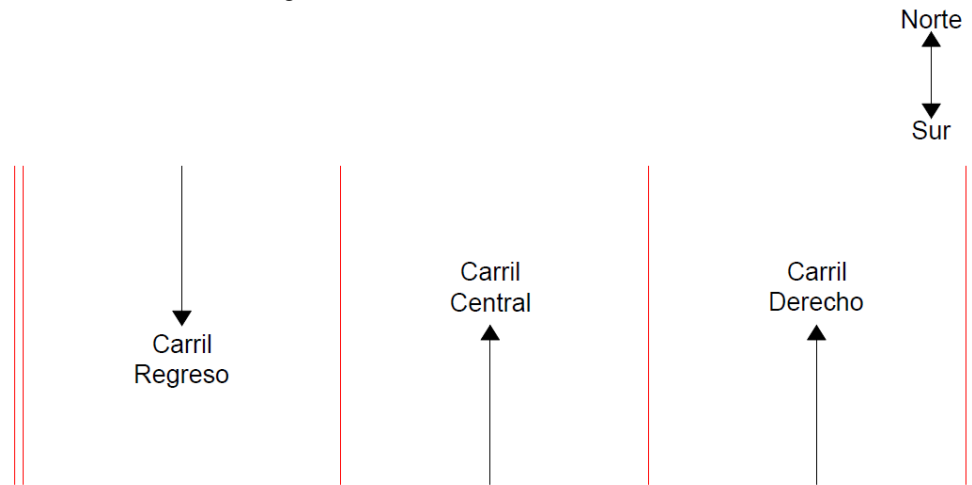 Norte
Sur
Carril
Regreso
Carril
Central
Carril
Derecho